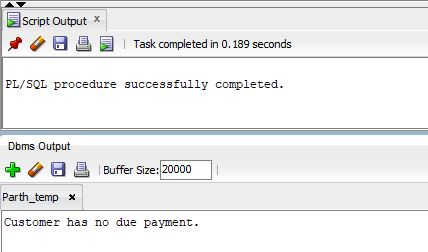 Script Output x
Task completed in 0.189 seconds
PL/SQL procedure successfully completed.
Dbms Output
Buffer Size: 20000
Parth_temp x
Customer has no due payment.